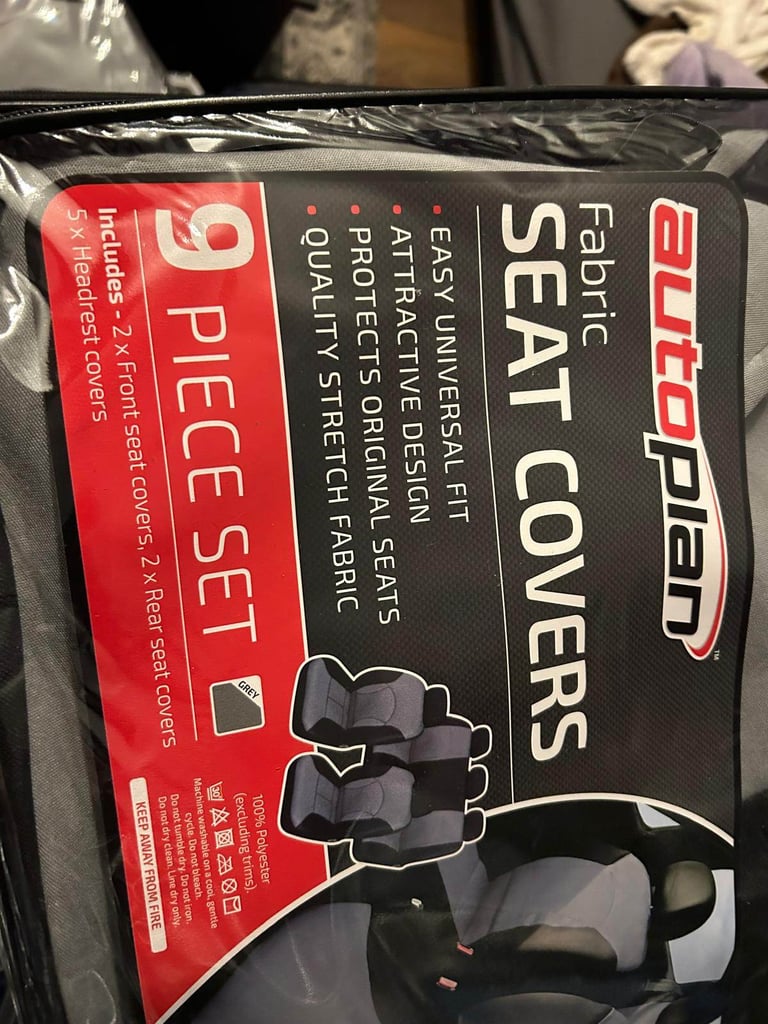 autoplan™
Fabric
SEAT COVERS
• EASY UNIVERSAL FIT
• ATTRACTIVE DESIGN
• PROTECTS ORIGINAL SEATS
• QUALITY STRETCH FABRIC
9 PIECE SET
GREY
Includes - 2 x Front seat covers, 2 x Rear seat covers
5 x Headrest covers
100% Polyester
(excluding trims).
30°
Machine washable on a cool, gentle
cycle. Do not bleach.
Do not tumble dry. Do not iron.
Do not dry clean. Line dry only.
KEEP AWAY FROM FIRE